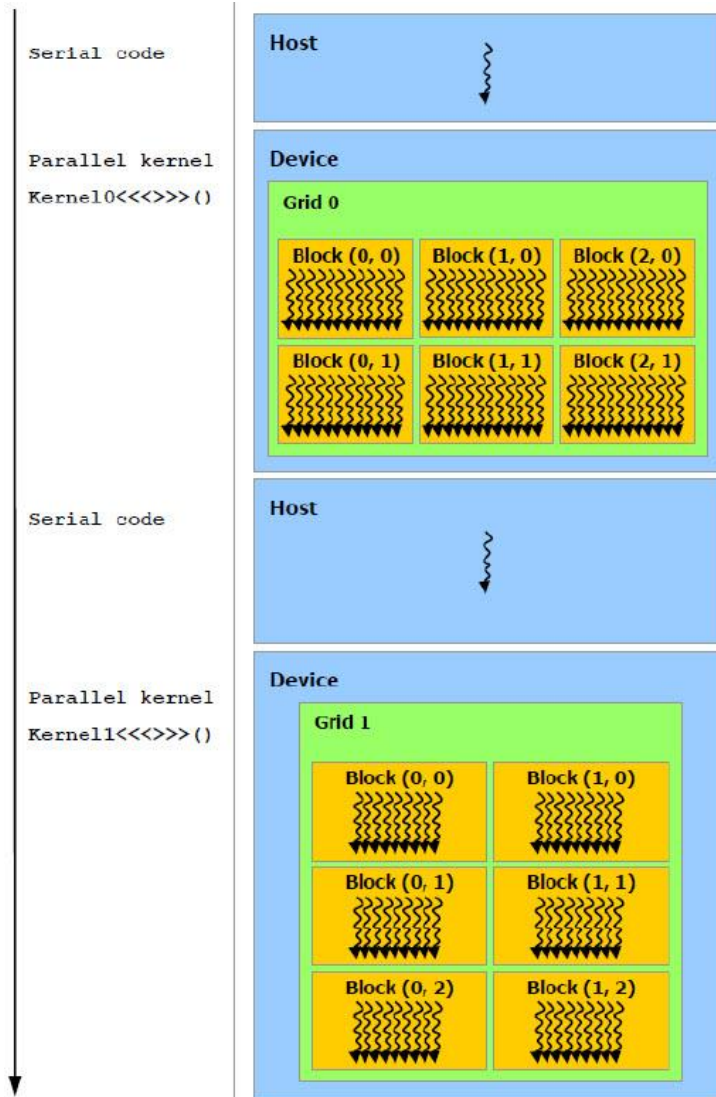 Serial code
Host
Parallel kernel
Kernel0<<<>>>()
Device
Grid 0
Block (0, 0) Block (1, 0) Block (2, 0)
Block (0, 1) Block (1, 1) Block (2, 1)
Serial code
Host
Parallel kernel
Kernel1<<<>>>()
Device
Grid 1
Block (0, 0) Block (1, 0)
Block (0, 1) Block (1, 1)
Block (0, 2) Block (1, 2)